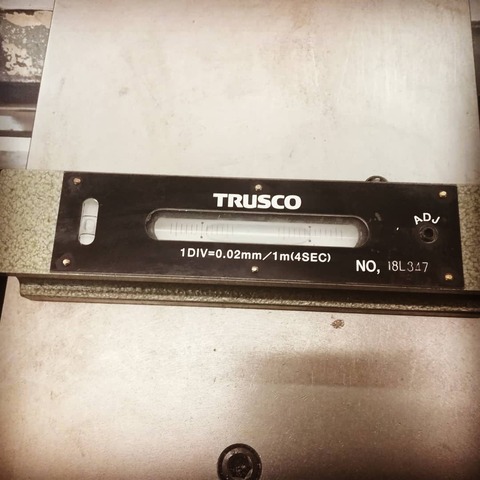 TRUSCO
ADJ
1DIV=0.02mm/1m(4SEC)
NO, 18L347